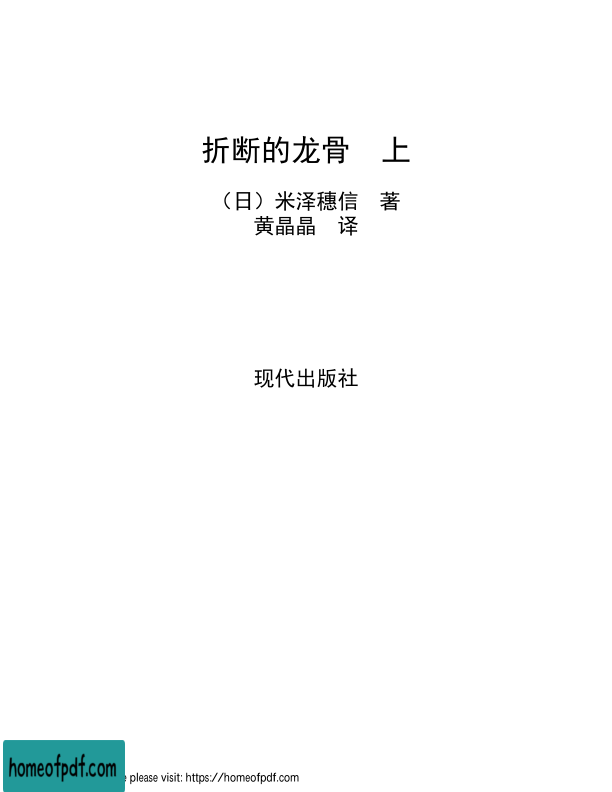 折断的龙骨　上
（日）米泽穗信　著
黄晶晶　译
现代出版社
homeofpdf.com
please visit: https://homeofpdf.com